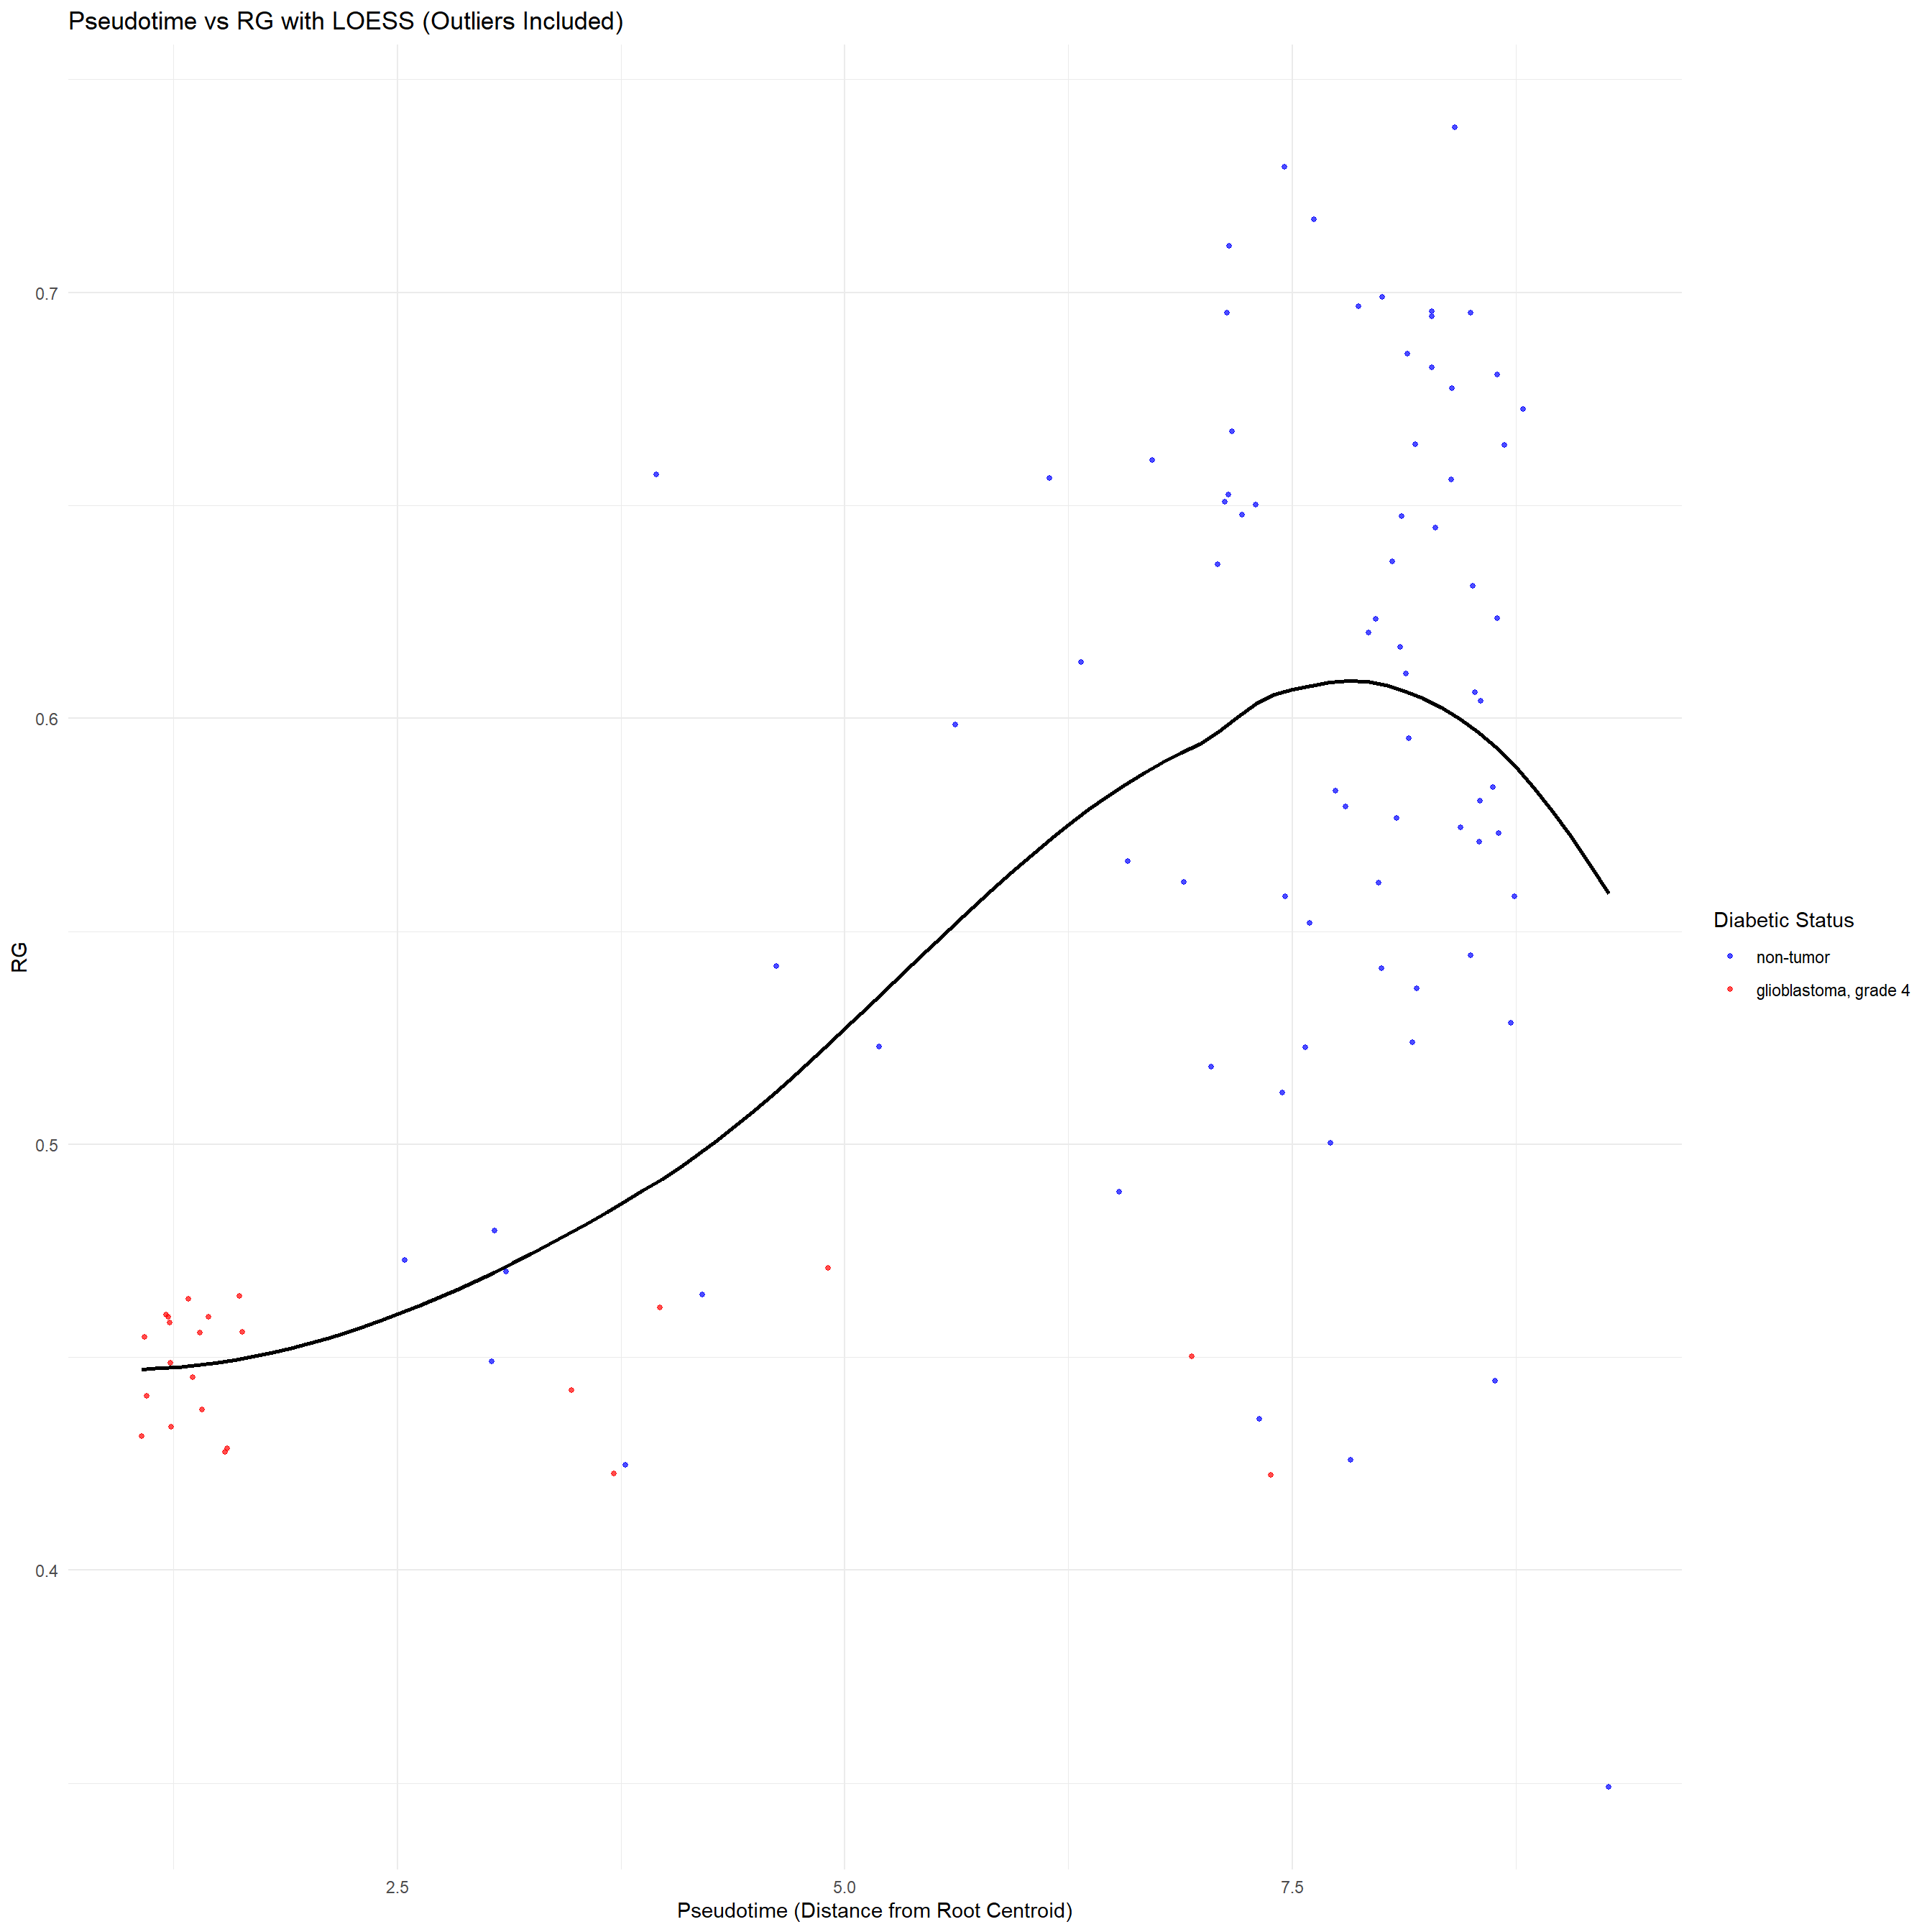 Pseudotime vs RG with LOESS (Outliers Included)
0.7
0.6
0.5
0.4
RG
2.5
5.0
7.5
Pseudotime (Distance from Root Centroid)
Diabetic Status
non-tumor
glioblastoma, grade 4